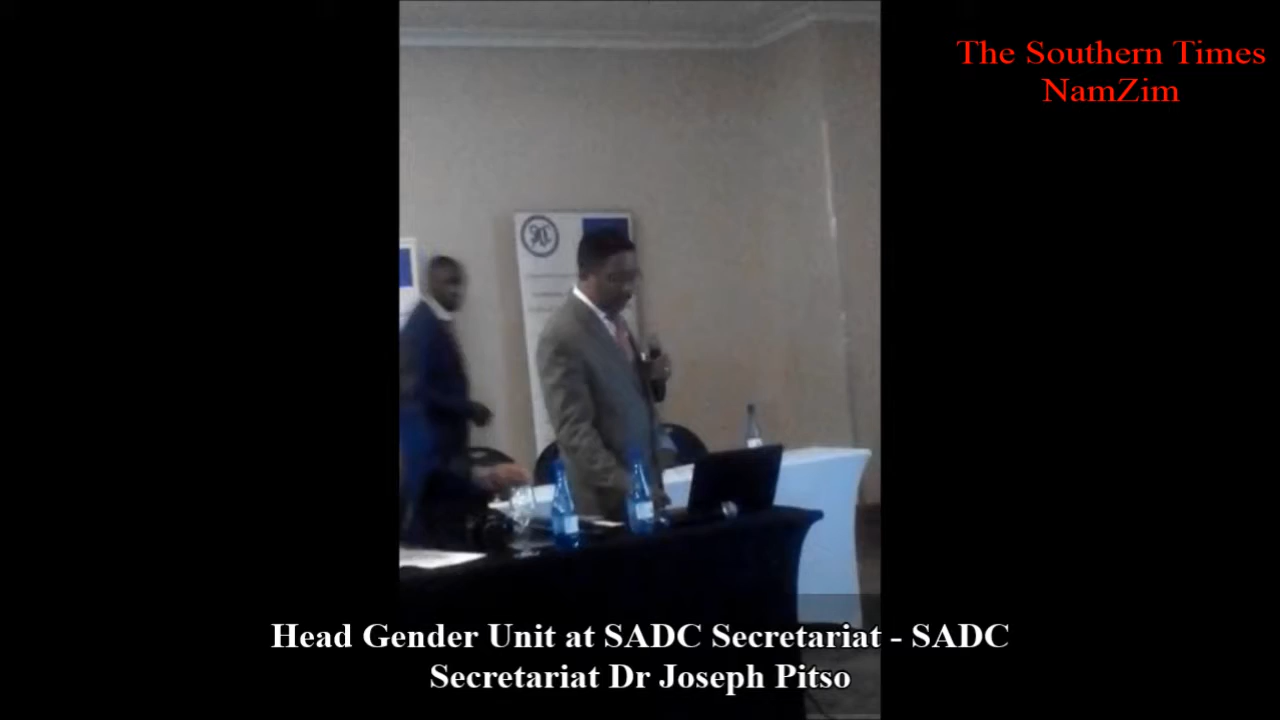 The Southern Times
NamZim
Head Gender Unit at SADC Secretariat - SADC
Secretariat Dr Joseph Pitso